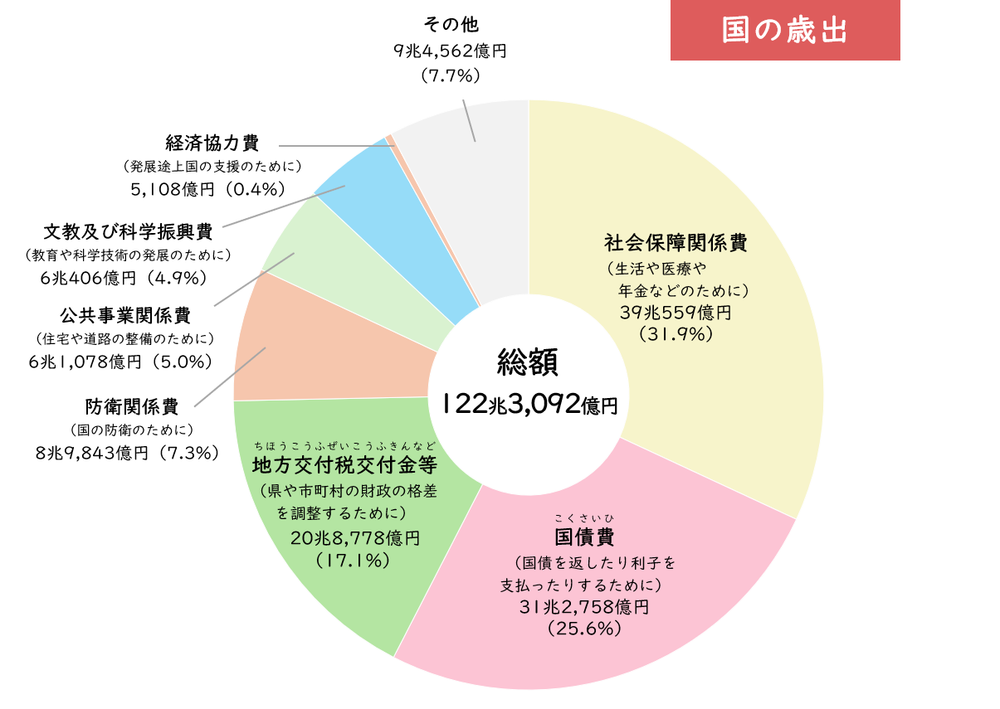 国の歳出
その他
9兆4,562億円
(7.7%)
社会保障関係費
(生活や医療や
年金などのために)
39兆559億円
(31.9%)
こくさいひ
国債費
(国債を返したり利子を
支払ったりするために)
31兆2,758億円
(25.6%)
ちほうこうふぜいこうふきんなど
地方交付税交付金等
(県や市町村の財政の格差
を調整するために)
20兆8,778億円
(17.1%)
防衛関係費
(国の防衛のために)
8兆9,843億円 (7.3%)
公共事業関係費
(住宅や道路の整備のために)
6兆1,078億円 (5.0%)
文教及び科学振興費
(教育や科学技術の発展のために)
6兆406億円 (4.9%)
経済協力費
(発展途上国の支援のために)
5,108億円 (0.4%)
総額
122兆3,092億円